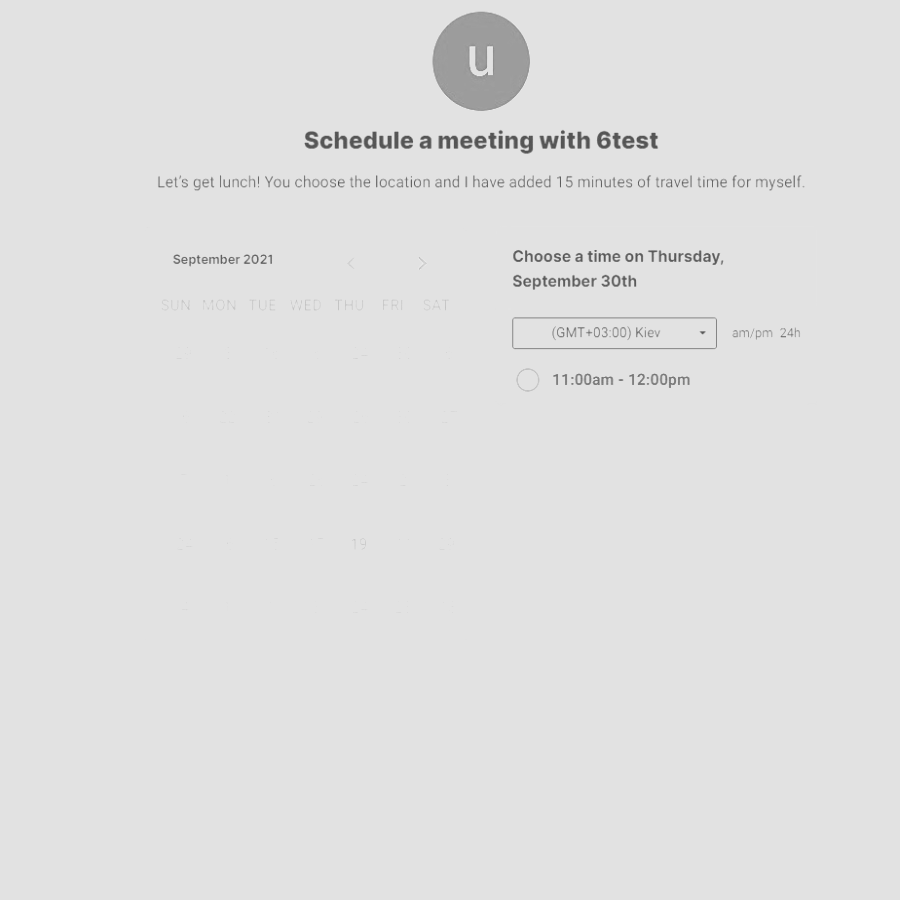 u
Schedule a meeting with 6test
Let's get lunch! You choose the location and I have added 15 minutes of travel time for myself.
September 2021
SUN MON TUE WED THU FRI SAT
19
Choose a time on Thursday,
September 30th
(GMT+03:00) Kiev
am/pm 24h
11:00am - 12:00pm